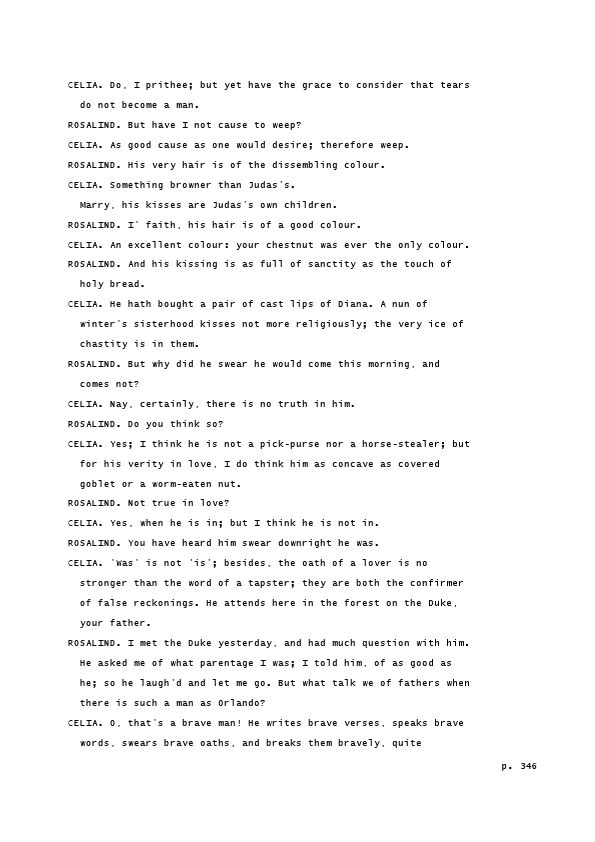 CELIA. Do, I prithee; but yet have the grace to consider that tears
do not become a man.
ROSALIND. But have I not cause to weep?
CELIA. As good cause as one would desire; therefore weep.
ROSALIND. His very hair is of the dissembling colour.
CELIA. Something browner than Judas's.
Marry, his kisses are Judas's own children.
ROSALIND. I' faith, his hair is of a good colour.
CELIA. An excellent colour: your chestnut was ever the only colour.
ROSALIND. And his kissing is as full of sanctity as the touch of
holy bread.
CELIA. He hath bought a pair of cast lips of Diana. A nun of
winter's sisterhood kisses not more religiously; the very ice of
chastity is in them.
ROSALIND. But why did he swear he would come this morning, and
comes not?
CELIA. Nay, certainly, there is no truth in him.
ROSALIND. Do you think so?
CELIA. Yes; I think he is not a pick-purse nor a horse-stealer; but
for his verity in love, I do think him as concave as covered
goblet or a worm-eaten nut.
ROSALIND. Not true in love?
CELIA. Yes, when he is in; but I think he is not in.
ROSALIND. You have heard him swear downright he was.
CELIA. 'Was' is not 'is'; besides, the oath of a lover is no
stronger than the word of a tapster; they are both the confirmer
of false reckonings. He attends here in the forest on the Duke,
your father.
ROSALIND. I met the Duke yesterday, and had much question with him.
He asked me of what parentage I was; I told him, of as good as
he; so he laugh'd and let me go. But what talk we of fathers when
there is such a man as Orlando?
CELIA. O, that's a brave man! He writes brave verses, speaks brave
words, swears brave oaths, and breaks them bravely, quite
p. 346